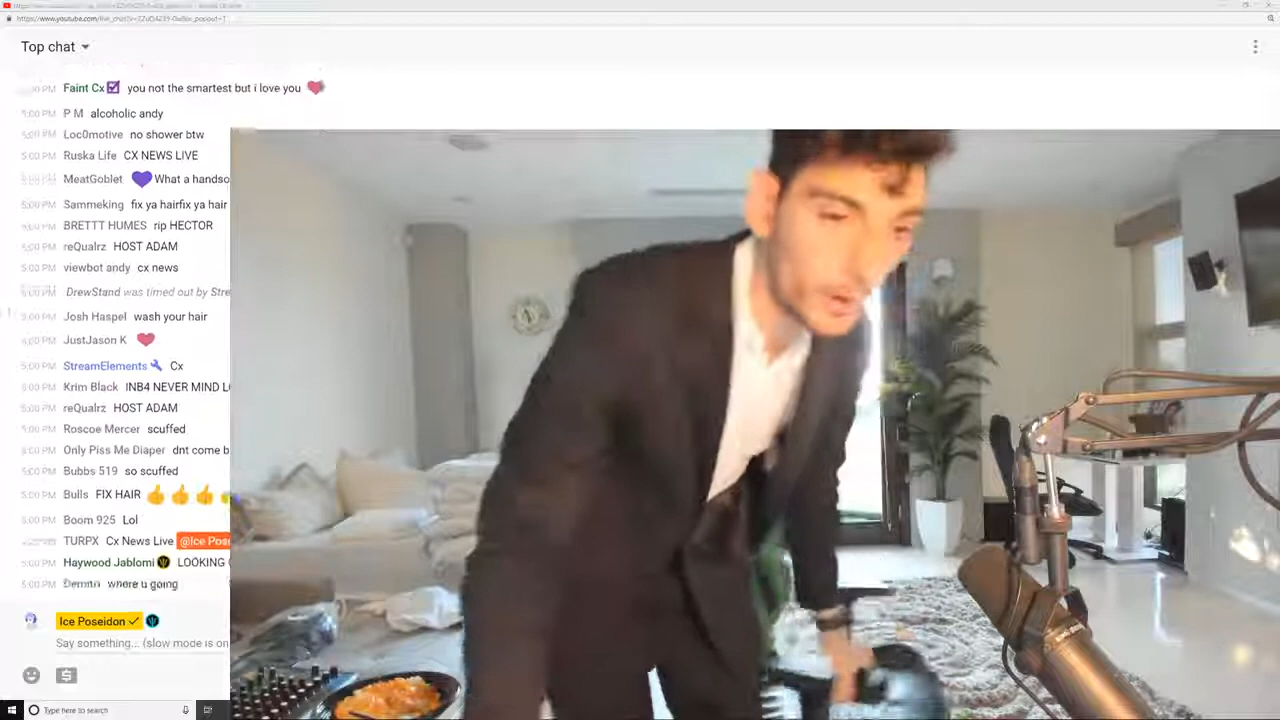 Top chat
Faint Cx you not the smartest but i love you
5:00 PM P M alcoholic andy
5:00 PM Loc0motive no shower btw
5:00 PM Ruska Life CX NEWS LIVE
MeatGoblet What a handso
5:00 PM Sammeking fix ya hairfix ya hair
5:00 PM BRETTT HUMES rip HECTOR
5:00 PM reQualrz HOST ADAM
5:00 PM viewbot andy cx news
5:00 PM DrewStand was timed out by Stre
5:00 PM Josh Haspel wash your hair
5:00 PM JustJason K
5:00 PM StreamElements Cx
5:00 PM Krim Black INB4 NEVER MIND L
5:00 PM reQualrz HOST ADAM
5:00 PM Roscoe Mercer scuffed
5:00 PM Only Piss Me Diaper dnt come b
5:00 PM Bubbs 519 so scuffed
5:00 PM Bulls FIX HAIR
5:00 PM Boom 925 Lol
TURPX Cx News Live @Ice Pose
5:00 PM Haywood Jablomi LOOKING
5:00 PM where u going
Ice Poseidon
Say something... (slow mode is on
Type here to search